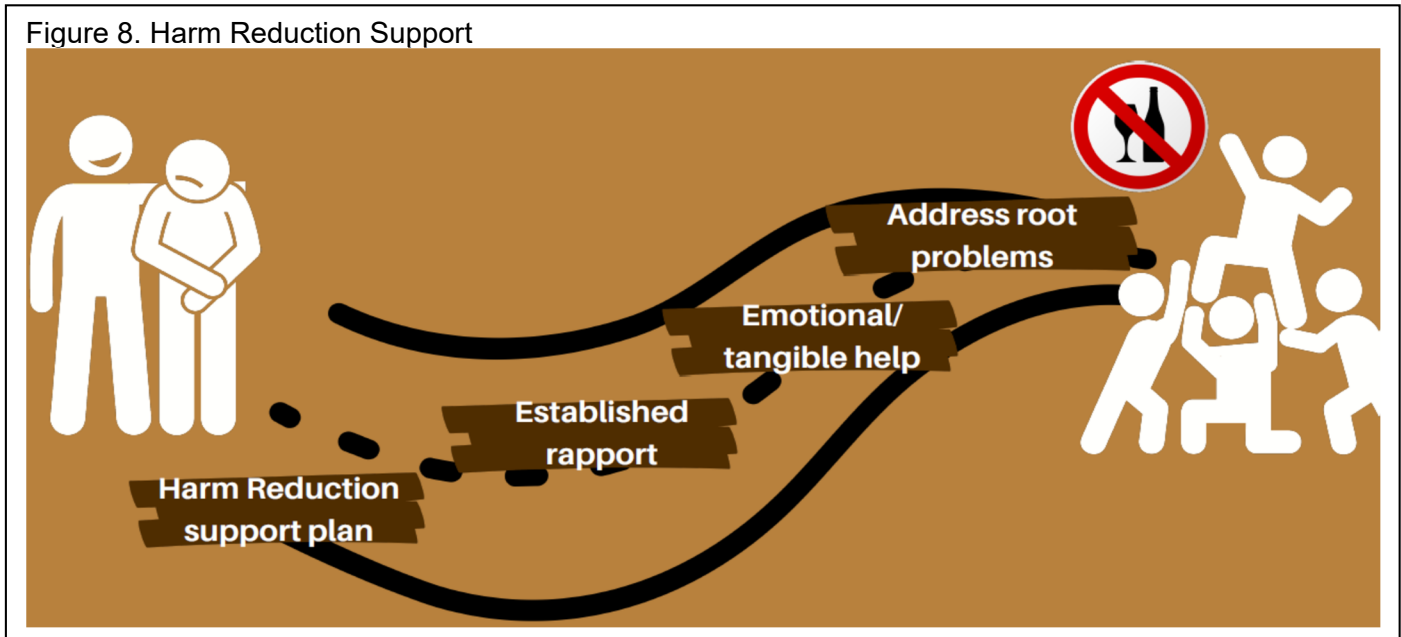 Figure 8. Harm Reduction Support
Address root
problems
Emotional/
tangible help
Established
rapport
Harm Reduction
support plan